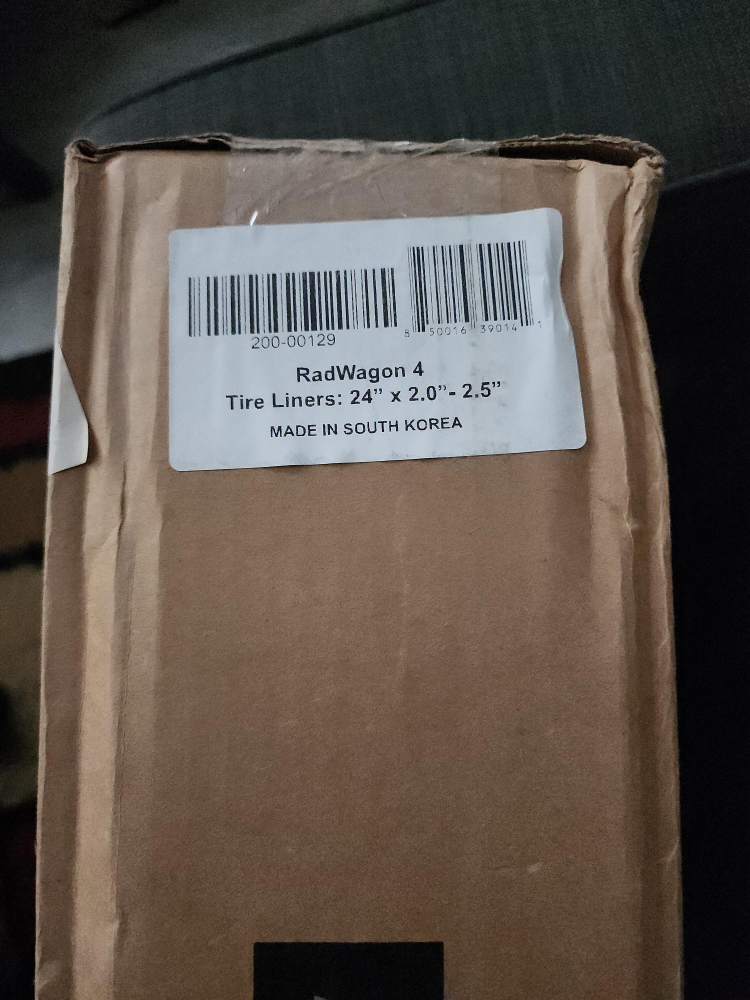 200-00129
8 50016 39014 1
RadWagon 4
Tire Liners: 24” x 2.0”- 2.5”
MADE IN SOUTH KOREA